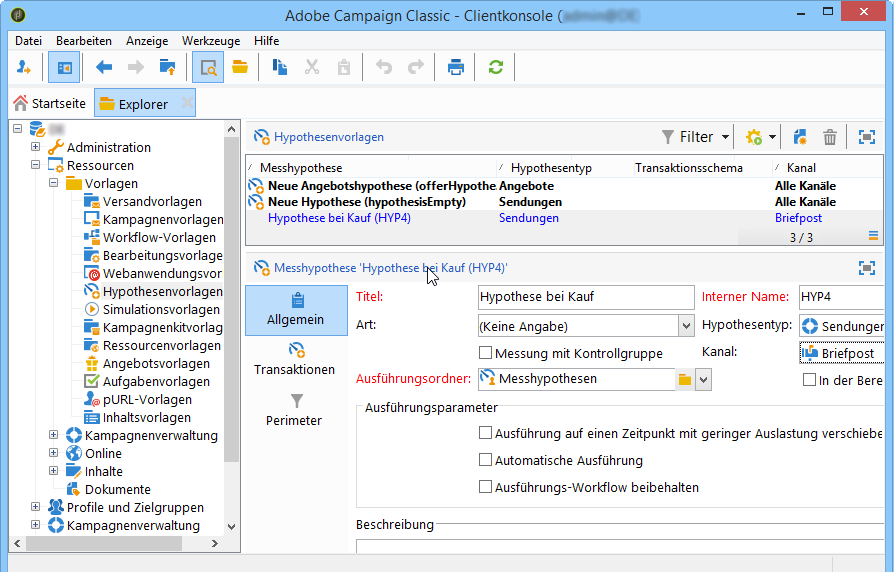 Adobe Campaign Classic - Clientkonsole (
Datei Bearbeiten Anzeige Werkzeuge Hilfe
Startseite Explorer
Administration
Ressourcen
Vorlagen
Versandvorlagen
Kampagnenvorlagen
Workflow-Vorlagen
Bearbeitungsvorlage
Webanwendungsvor
Hypothesenvorlagen
Simulationsvorlagen
Kampagnenkitvorlag
Ressourcenvorlagen
Angebotsvorlagen
Aufgabenvorlagen
pURL-Vorlagen
Inhaltsvorlagen
Kampagnenverwaltung
Online
Inhalte
Dokumente
Profile und Zielgruppen
Kampagnenverwaltung
Hypothesenvorlagen Filter
Messhypothese Hypothesentyp Transaktionsschema Kanal
Neue Angebotshypothese (offerHypothe Angebote Alle Kanäle
Neue Hypothese (hypothesisEmpty) Sendungen Alle Kanäle
Hypothese bei Kauf (HYP4) Sendungen Briefpost
3 / 3
Messhypothese 'Hypothese bei Kauf (HYP4)'
Allgemein
Transaktionen
Perimeter
Titel: Hypothese bei Kauf Interner Name: HYP4
Art: (Keine Angabe) Hypothesentyp: Sendungen
Messung mit Kontrollgruppe Kanal: Briefpost
Ausführungsordner: Messhypothesen In der Bere
Ausführungsparameter
Ausführung auf einen Zeitpunkt mit geringer Auslastung verschiebe
Automatische Ausführung
Ausführungs-Workflow beibehalten
Beschreibung